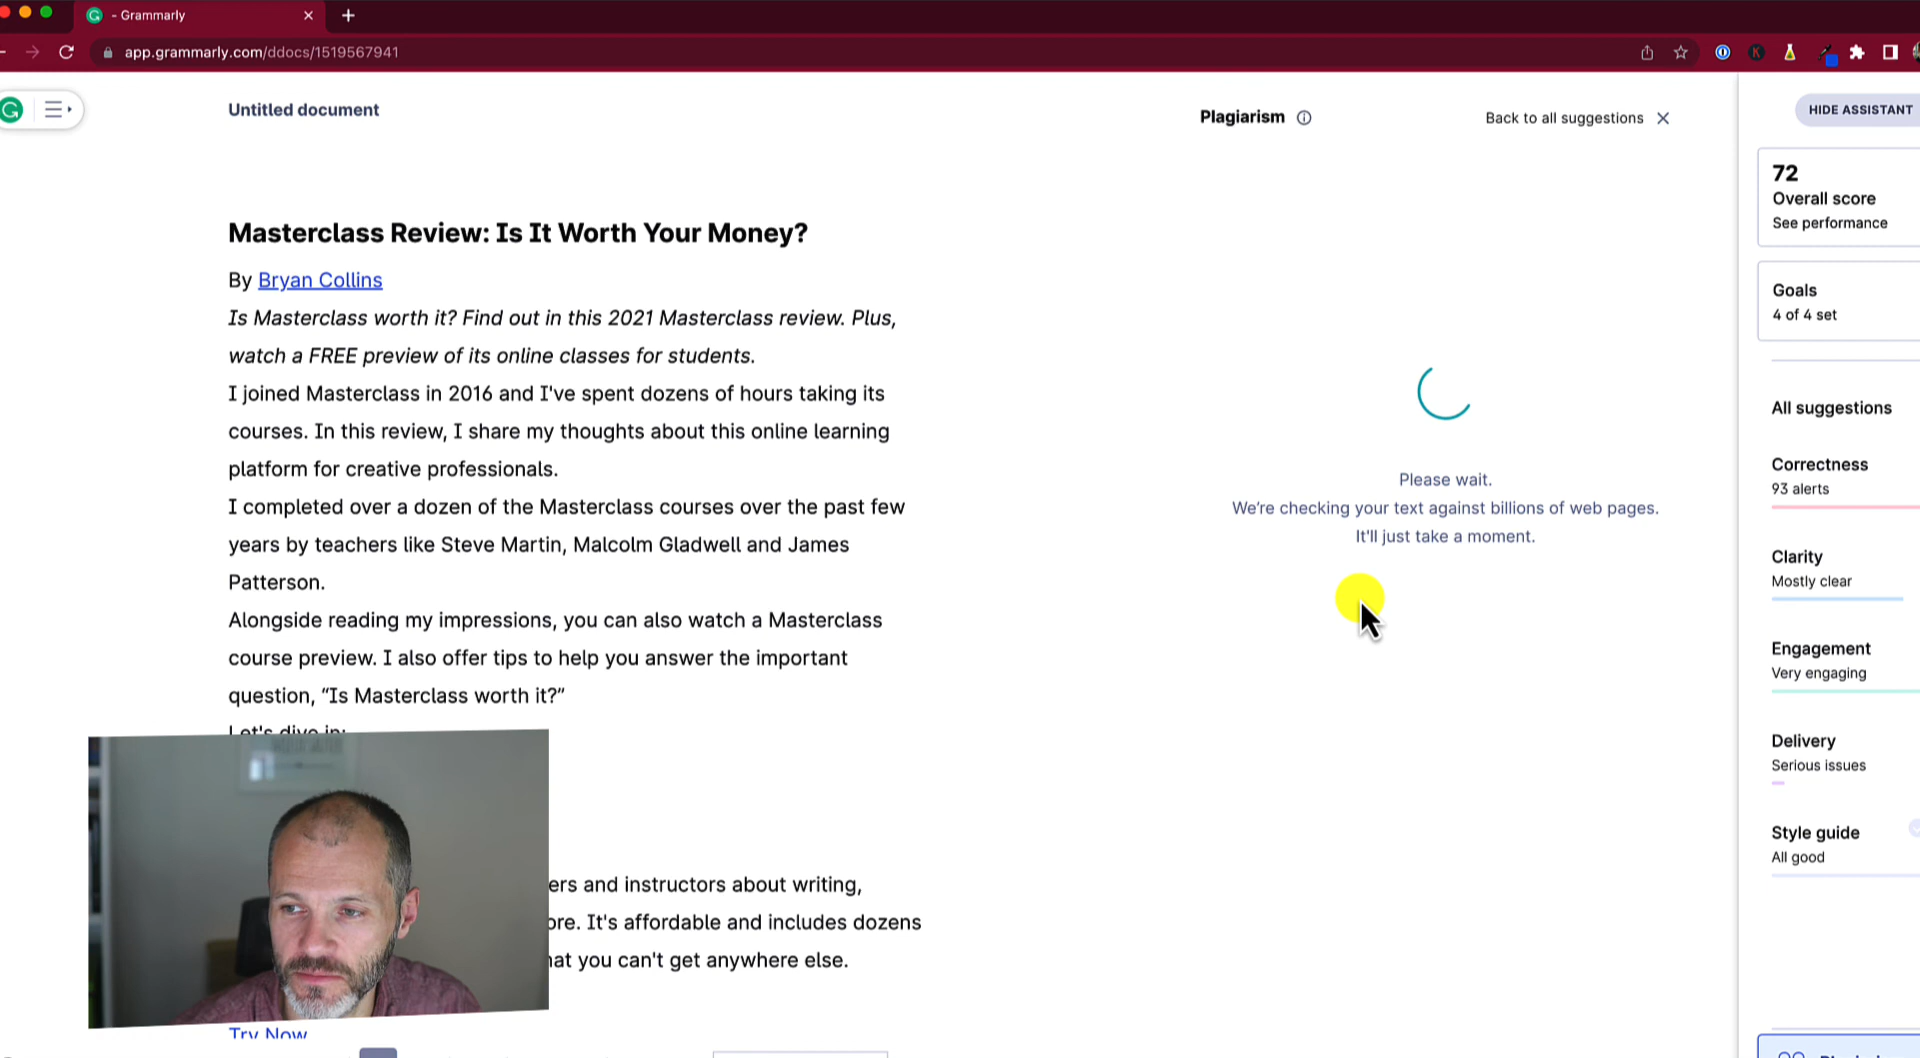 - Grammarly
app.grammarly.com/ddocs/1519567941
Untitled document
Plagiarism
Back to all suggestions
HIDE ASSISTANT
Masterclass Review: Is It Worth Your Money?
By Bryan Collins
Is Masterclass worth it? Find out in this 2021 Masterclass review. Plus,
watch a FREE preview of its online classes for students.
I joined Masterclass in 2016 and I've spent dozens of hours taking its
courses. In this review, I share my thoughts about this online learning
platform for creative professionals.
I completed over a dozen of the Masterclass courses over the past few
years by teachers like Steve Martin, Malcolm Gladwell and James
Patterson.
Alongside reading my impressions, you can also watch a Masterclass
course preview. I also offer tips to help you answer the important
question, “Is Masterclass worth it?”
Let's dive in:
ers and instructors about writing,
ore. It's affordable and includes dozens
hat you can't get anywhere else.
Try Now
Please wait.
We're checking your text against billions of web pages.
It'll just take a moment.
72
Overall score
See performance
Goals
4 of 4 set
All suggestions
Correctness
93 alerts
Clarity
Mostly clear
Engagement
Very engaging
Delivery
Serious issues
Style guide
All good